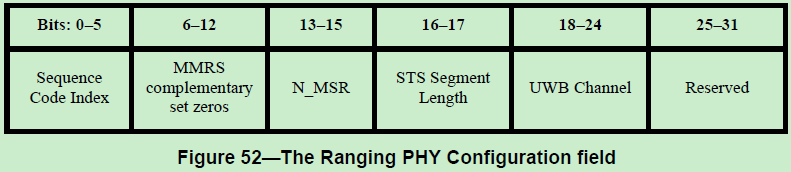 Bits: 0–5 6–12 13–15 16–17 18–24 25–31
Sequence Code Index MMRS complementary set zeros N_MSR STS Segment Length UWB Channel Reserved
Figure 52—The Ranging PHY Configuration field